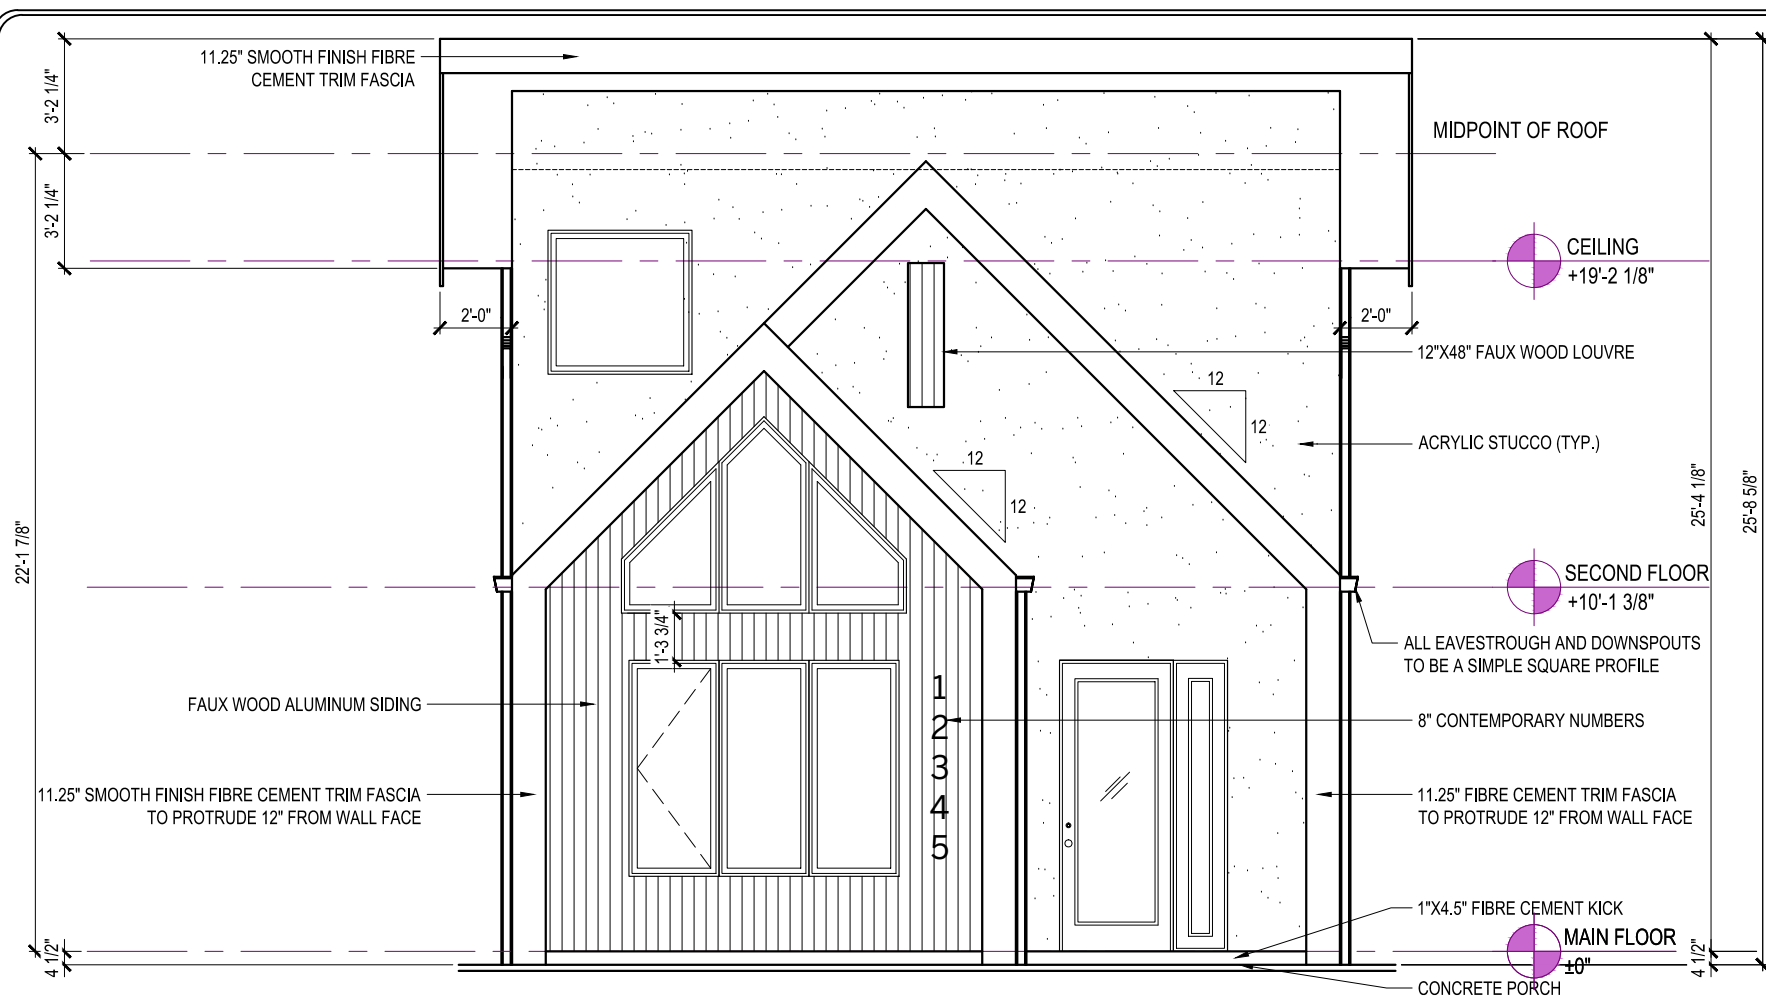 11.25" SMOOTH FINISH FIBRE
CEMENT TRIM FASCIA
3'-2 1/4"
MIDPOINT OF ROOF
3'-2 1/4"
CEILING
+19'-2 1/8"
2'-0"
2'-0"
12"X48" FAUX WOOD LOUVRE
12
12
ACRYLIC STUCCO (TYP.)
12
12
25'-4 1/8"
25'-8 5/8"
22'-1 7/8"
SECOND FLOOR
+10'-1 3/8"
1'-3 3/4"
ALL EAVESTROUGH AND DOWNSPOUTS
TO BE A SIMPLE SQUARE PROFILE
FAUX WOOD ALUMINUM SIDING
1
2
3
4
5
8" CONTEMPORARY NUMBERS
11.25" SMOOTH FINISH FIBRE CEMENT TRIM FASCIA
TO PROTRUDE 12" FROM WALL FACE
11.25" FIBRE CEMENT TRIM FASCIA
TO PROTRUDE 12" FROM WALL FACE
1"X4.5" FIBRE CEMENT KICK
MAIN FLOOR
±0"
4 1/2"
4 1/2"
CONCRETE PORCH